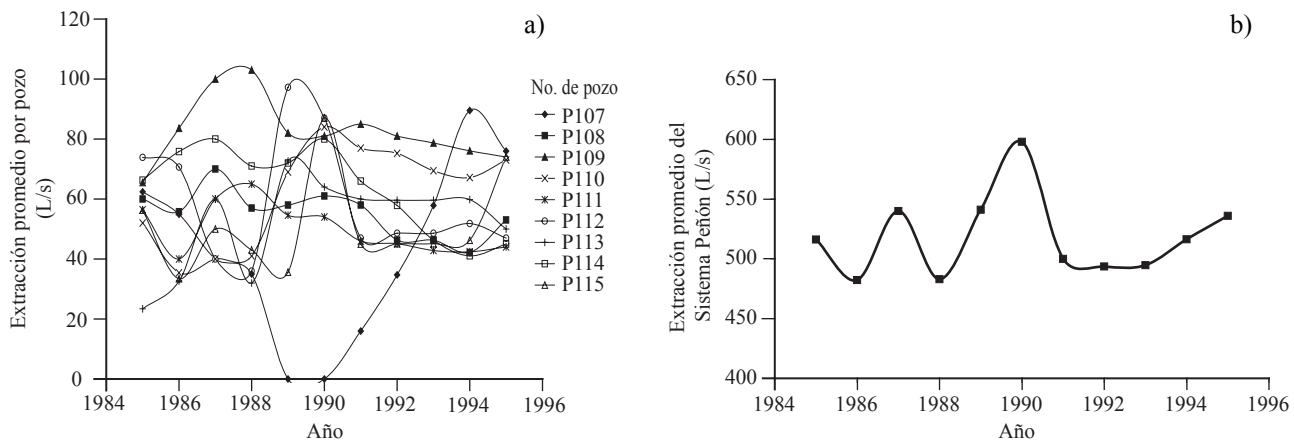 a)
Extracción promedio por pozo
(L/s)
120
100
80
60
40
20
0
1984
1986
1988
1990
1992
1994
1996
Año
No. de pozo
P107
P108
P109
P110
P111
P112
P113
P114
P115
b)
Extracción promedio del
Sistema Peñón (L/s)
650
600
550
500
450
400
1984
1986
1988
1990
1992
1994
1996
Año